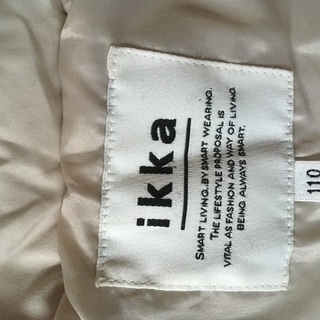 ikka
SMART LIVING...BY SMART WEARING.
THE LIFESTYLE PROPOSAL IS
VITAL AS FASHION AND WAY OF LIVING
BEING ALWAYS SMART.
110